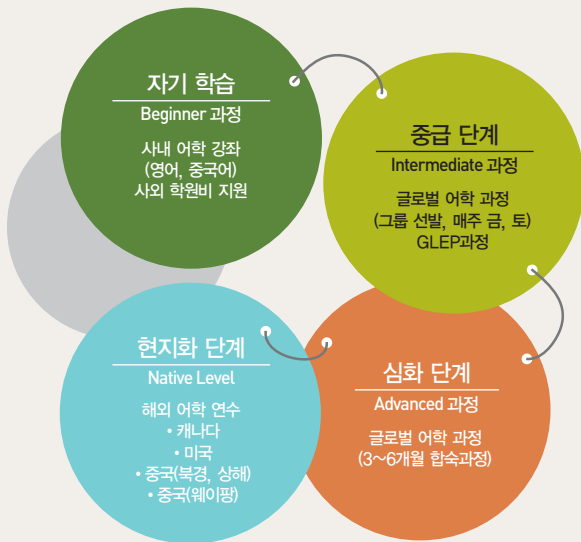 자기 학습
Beginner 과정
사내 어학 강좌
(영어, 중국어)
사외 학원비 지원
중급 단계
Intermediate 과정
글로벌 어학 과정
(그룹 선발, 매주 금, 토)
GLEP과정
심화 단계
Advanced 과정
글로벌 어학 과정
(3~6개월 합숙과정)
현지화 단계
Native Level
해외 어학 연수
• 캐나다
• 미국
• 중국(북경, 상해)
• 중국(웨이팡)